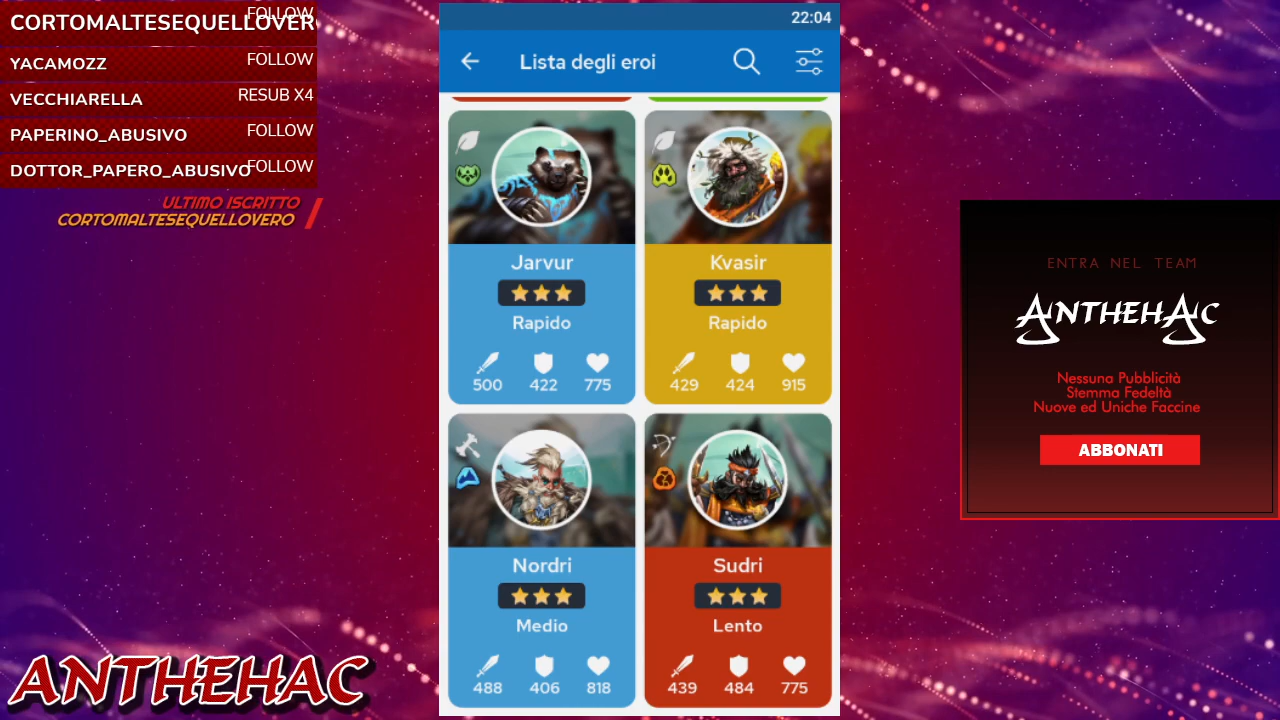 CORTOMALTESEQUELLOVERO FOLLOW
YACAMOZZ FOLLOW
VECCHIARELLA RESUB X4
PAPERINO_ABUSIVO FOLLOW
DOTTOR_PAPERO_ABUSIVO FOLLOW
ULTIMO ISCRITTO
CORTOMALTESEQUELLOVERO
22:04
Lista degli eroi
Jarvur
Rapido
500 422 775
Kvasir
Rapido
429 424 915
Nordri
Medio
488 406 818
Sudri
Lento
439 484 775
ENTRA NEL TEAM
ANTHEHAC
Nessuna Pubblicità
Stemma Fedeltà
Nuove ed Uniche Faccine
ABBONATI
ANTHEHAC